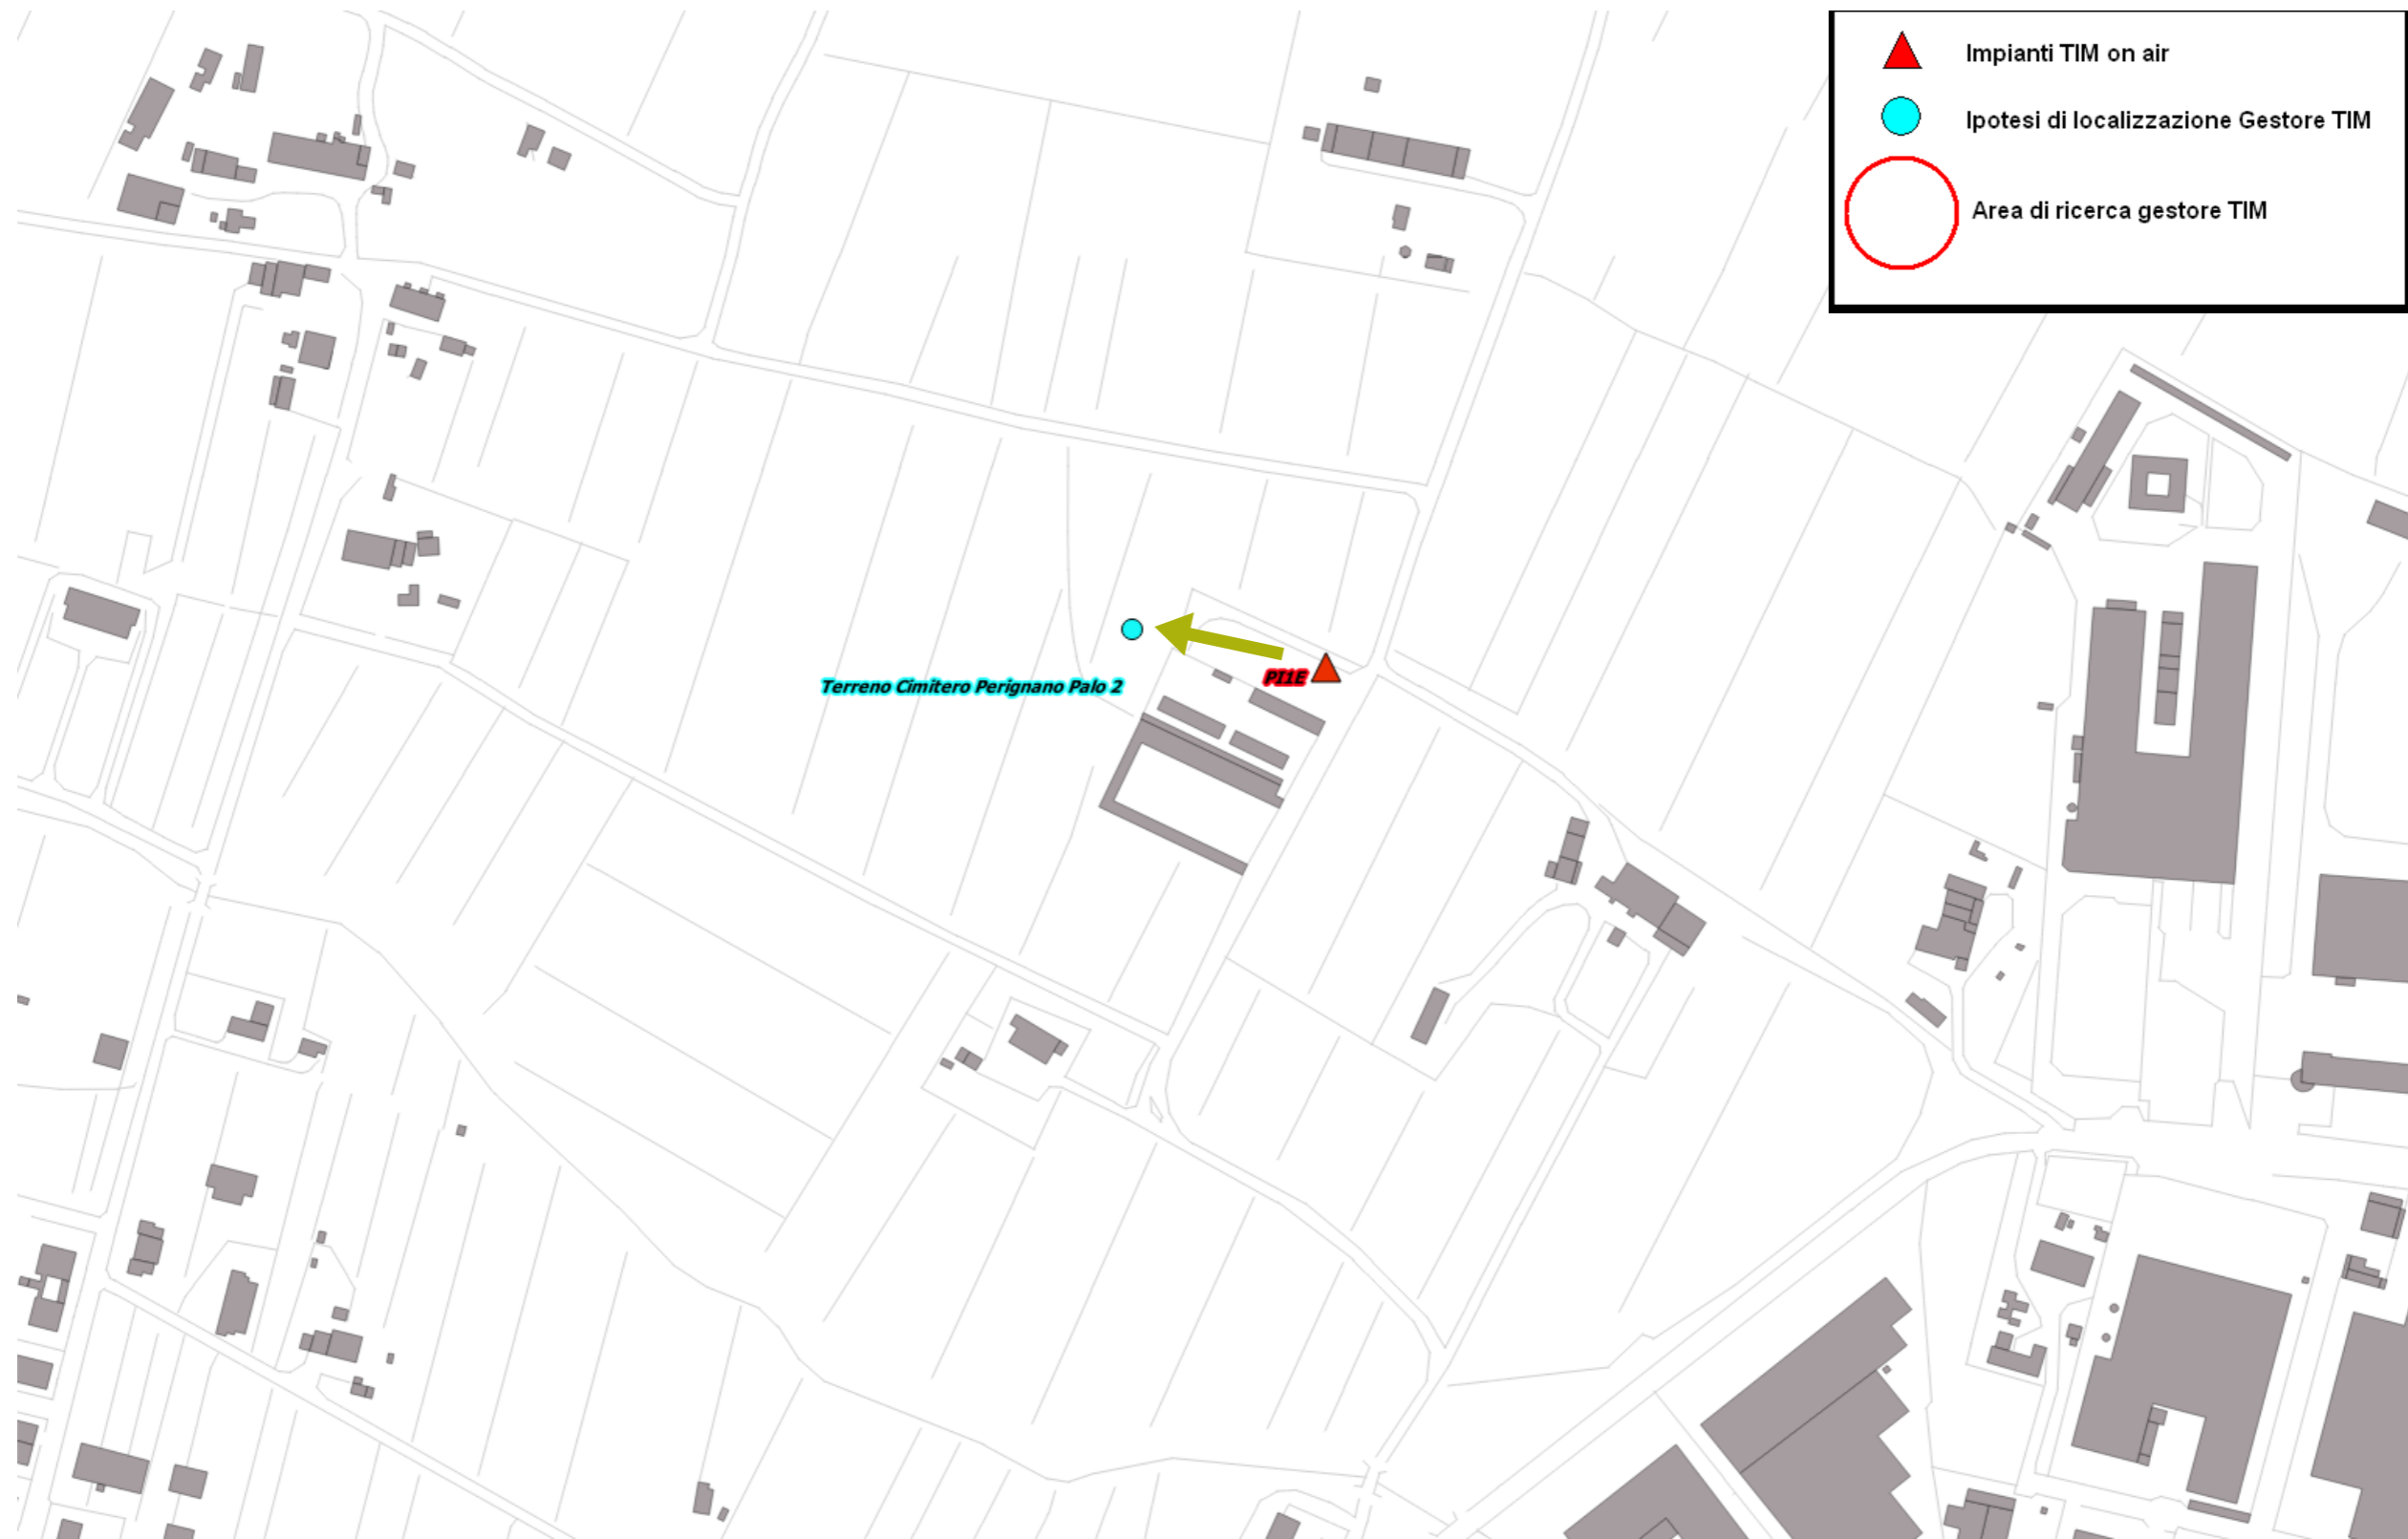 Impianti TIM on air
Ipotesi di localizzazione Gestore TIM
Area di ricerca gestore TIM
PI1E
Terreno Cimitero Perignano Palo 2